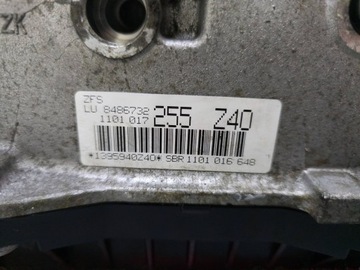 ZK
ZFS
LU 8486732
1101 017 255 Z40
*1395940Z40* SBR 1101 016 648